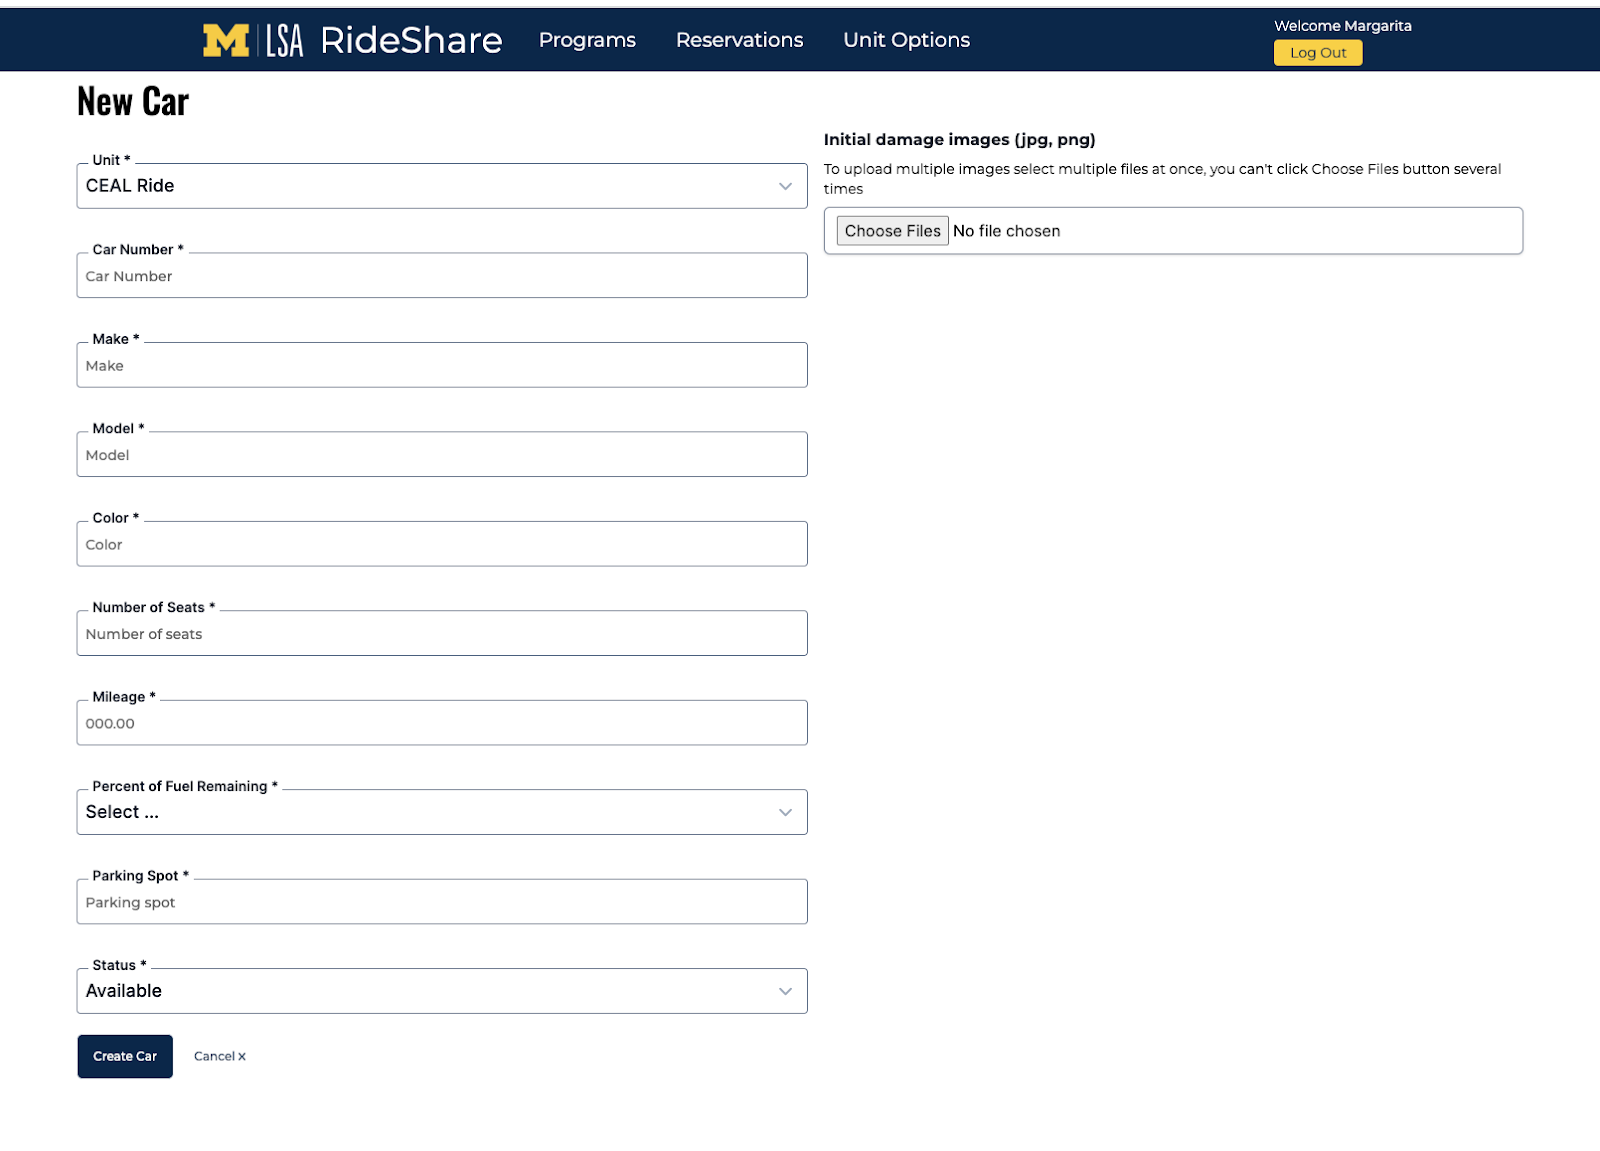 M LSA RideShare Programs Reservations Unit Options
Welcome Margarita
Log Out
New Car
Unit *
CEAL Ride
Car Number *
Car Number
Make *
Make
Model *
Model
Color *
Color
Number of Seats *
Number of seats
Mileage *
000.00
Percent of Fuel Remaining *
Select ...
Parking Spot *
Parking spot
Status *
Available
Create Car Cancel x
Initial damage images (jpg, png)
To upload multiple images select multiple files at once, you can't click Choose Files button several
times
Choose Files No file chosen